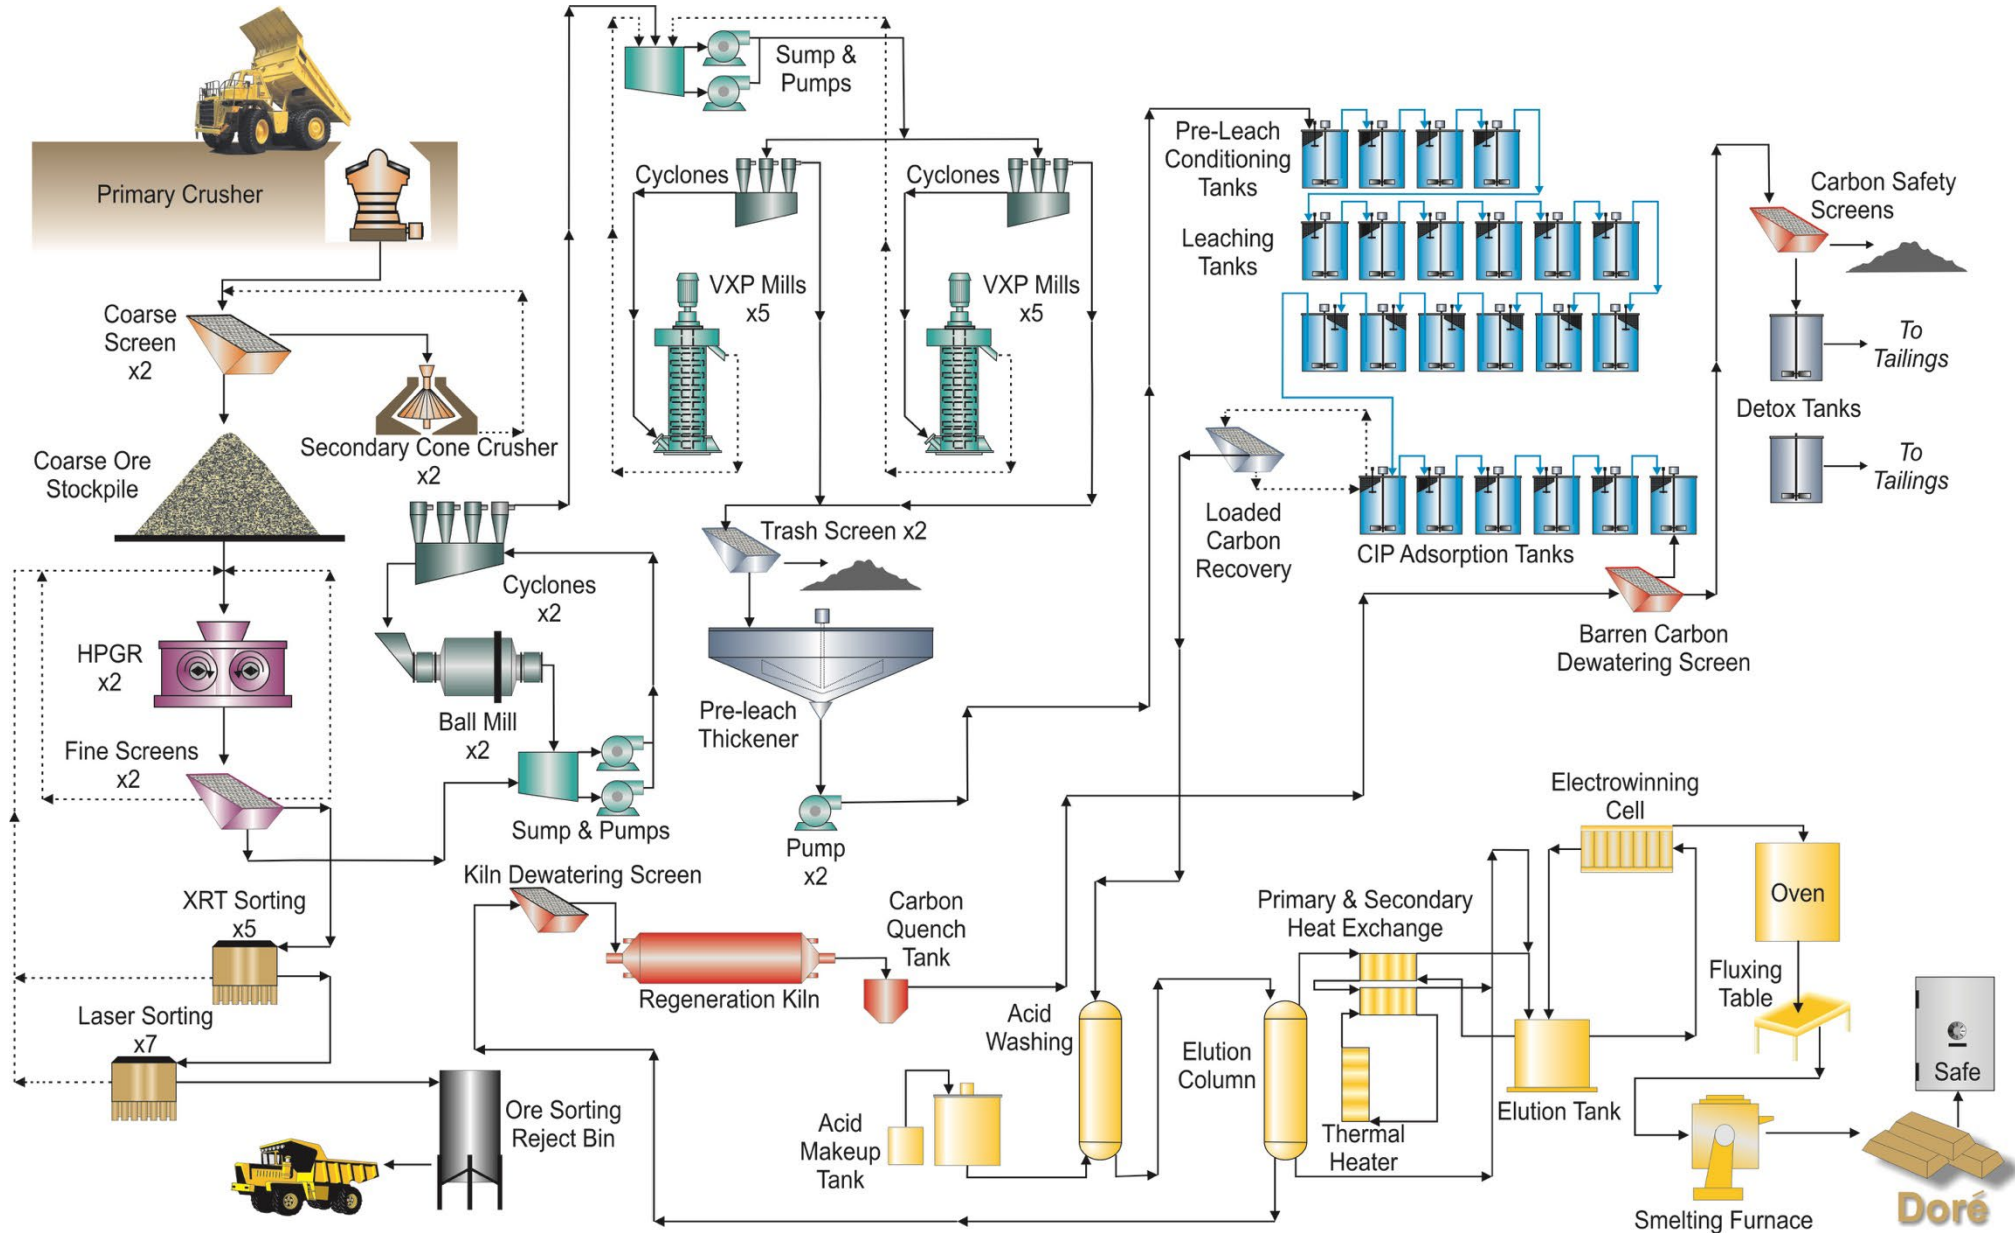 Primary Crusher
Coarse
Screen
x2
Secondary Cone Crusher
x2
Coarse Ore
Stockpile
HPGR
x2
Fine Screens
x2
XRT Sorting
x5
Laser Sorting
x7
Ore Sorting
Reject Bin
Cyclones
x2
Ball Mill
x2
Sump & Pumps
Sump &
Pumps
Cyclones
Cyclones
VXP Mills
x5
VXP Mills
x5
Trash Screen x2
Pre-leach
Thickener
Pump
x2
Pre-Leach
Conditioning
Tanks
Leaching
Tanks
Loaded
Carbon
Recovery
CIP Adsorption Tanks
Barren Carbon
Dewatering Screen
Carbon Safety
Screens
To
Tailings
Detox Tanks
To
Tailings
Kiln Dewatering Screen
Regeneration Kiln
Carbon
Quench
Tank
Acid
Washing
Acid
Makeup
Tank
Elution
Column
Primary & Secondary
Heat Exchange
Thermal
Heater
Elution Tank
Electrowinning
Cell
Oven
Fluxing
Table
Smelting Furnace
Safe
Doré